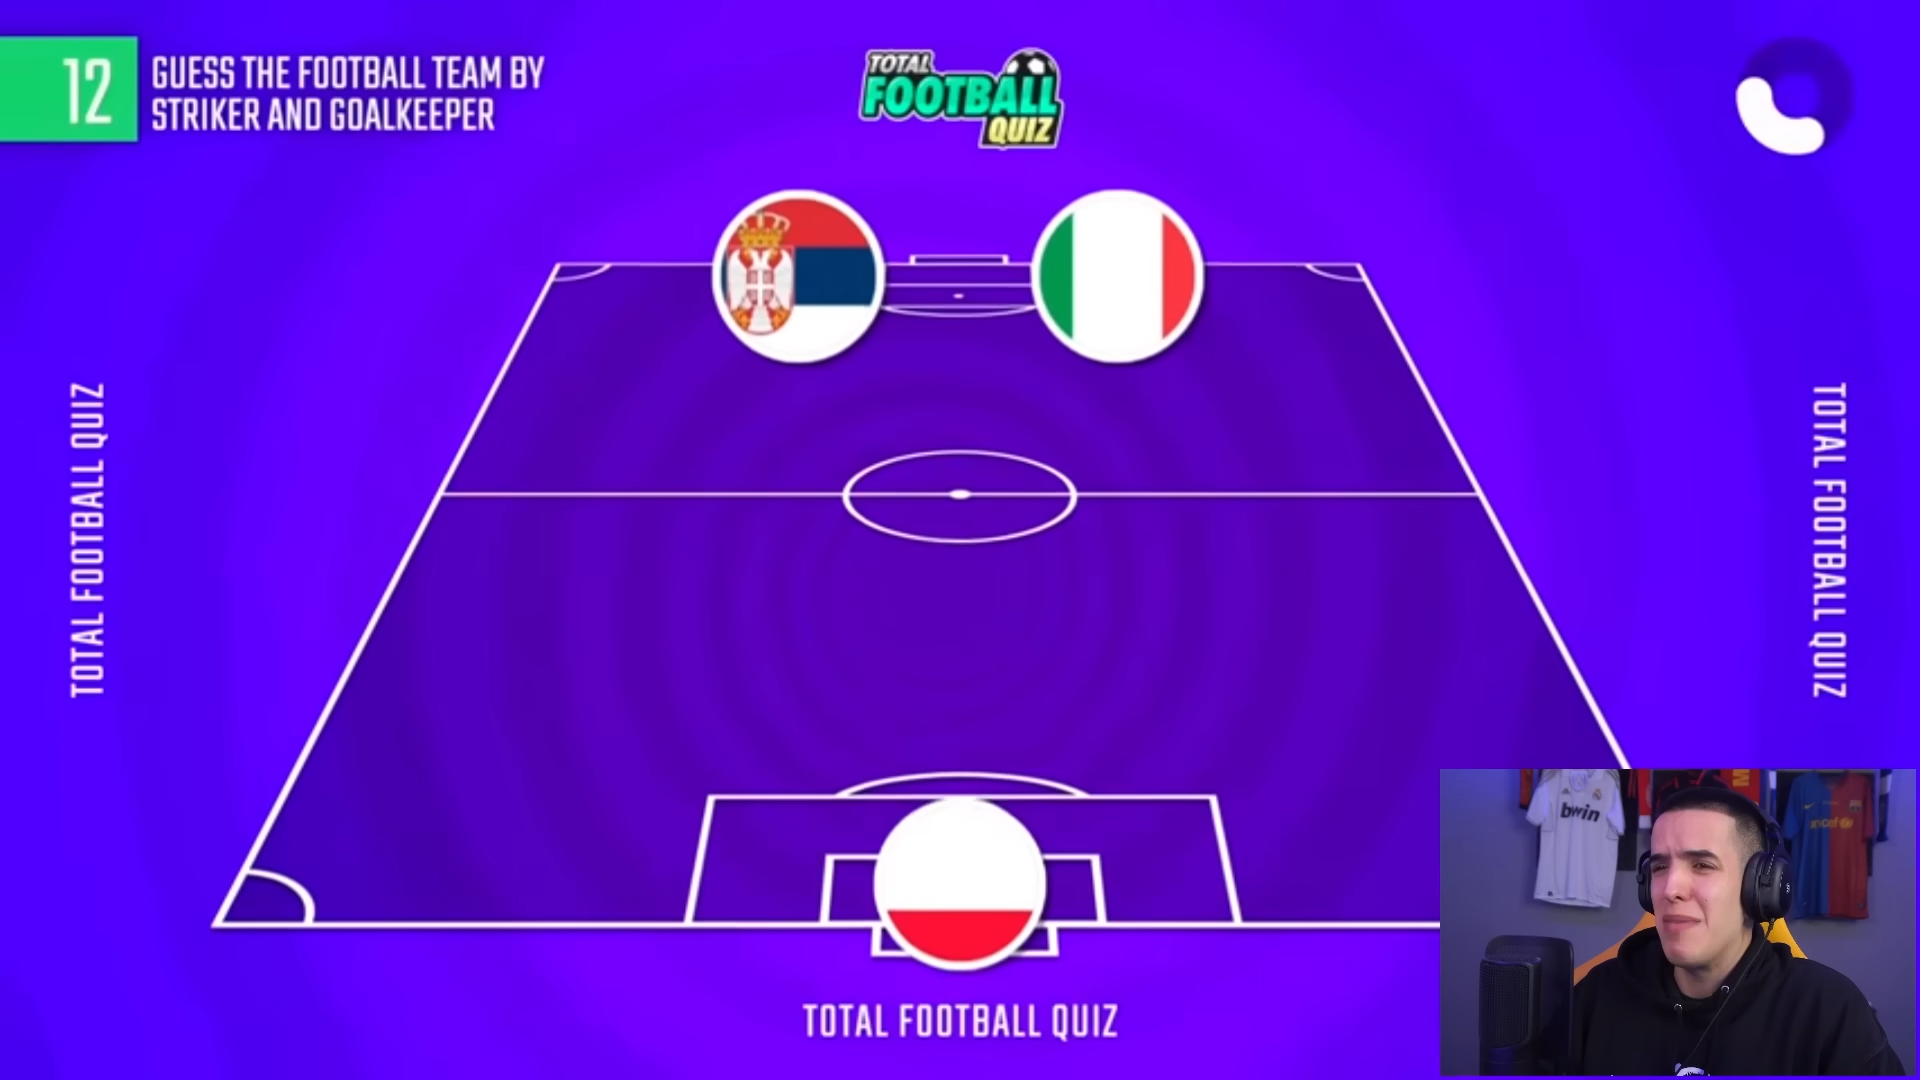 12
GUESS THE FOOTBALL TEAM BY
STRIKER AND GOALKEEPER
TOTAL
FOOTBALL
QUIZ
TOTAL FOOTBALL QUIZ
TOTAL FOOTBALL QUIZ
TOTAL FOOTBALL QUIZ
bwin
unicef